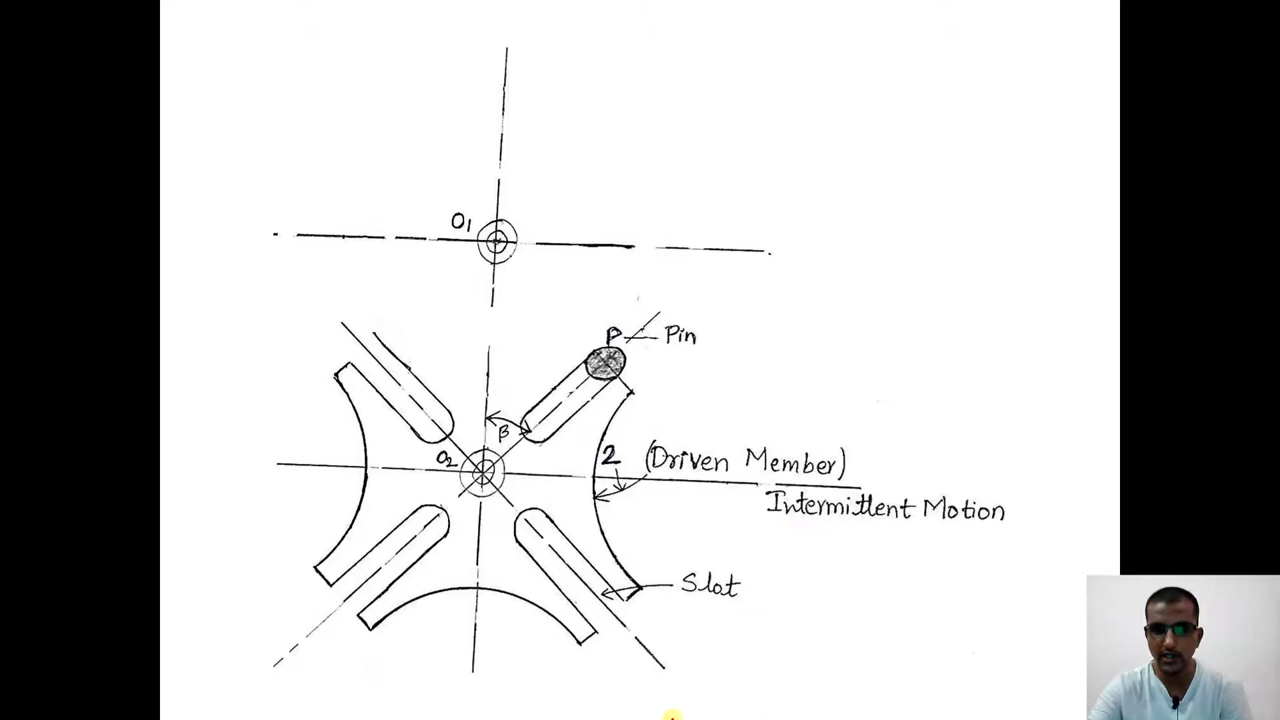 O1
P Pin
β
O2
2 (Driven Member)
Intermittent Motion
Slot